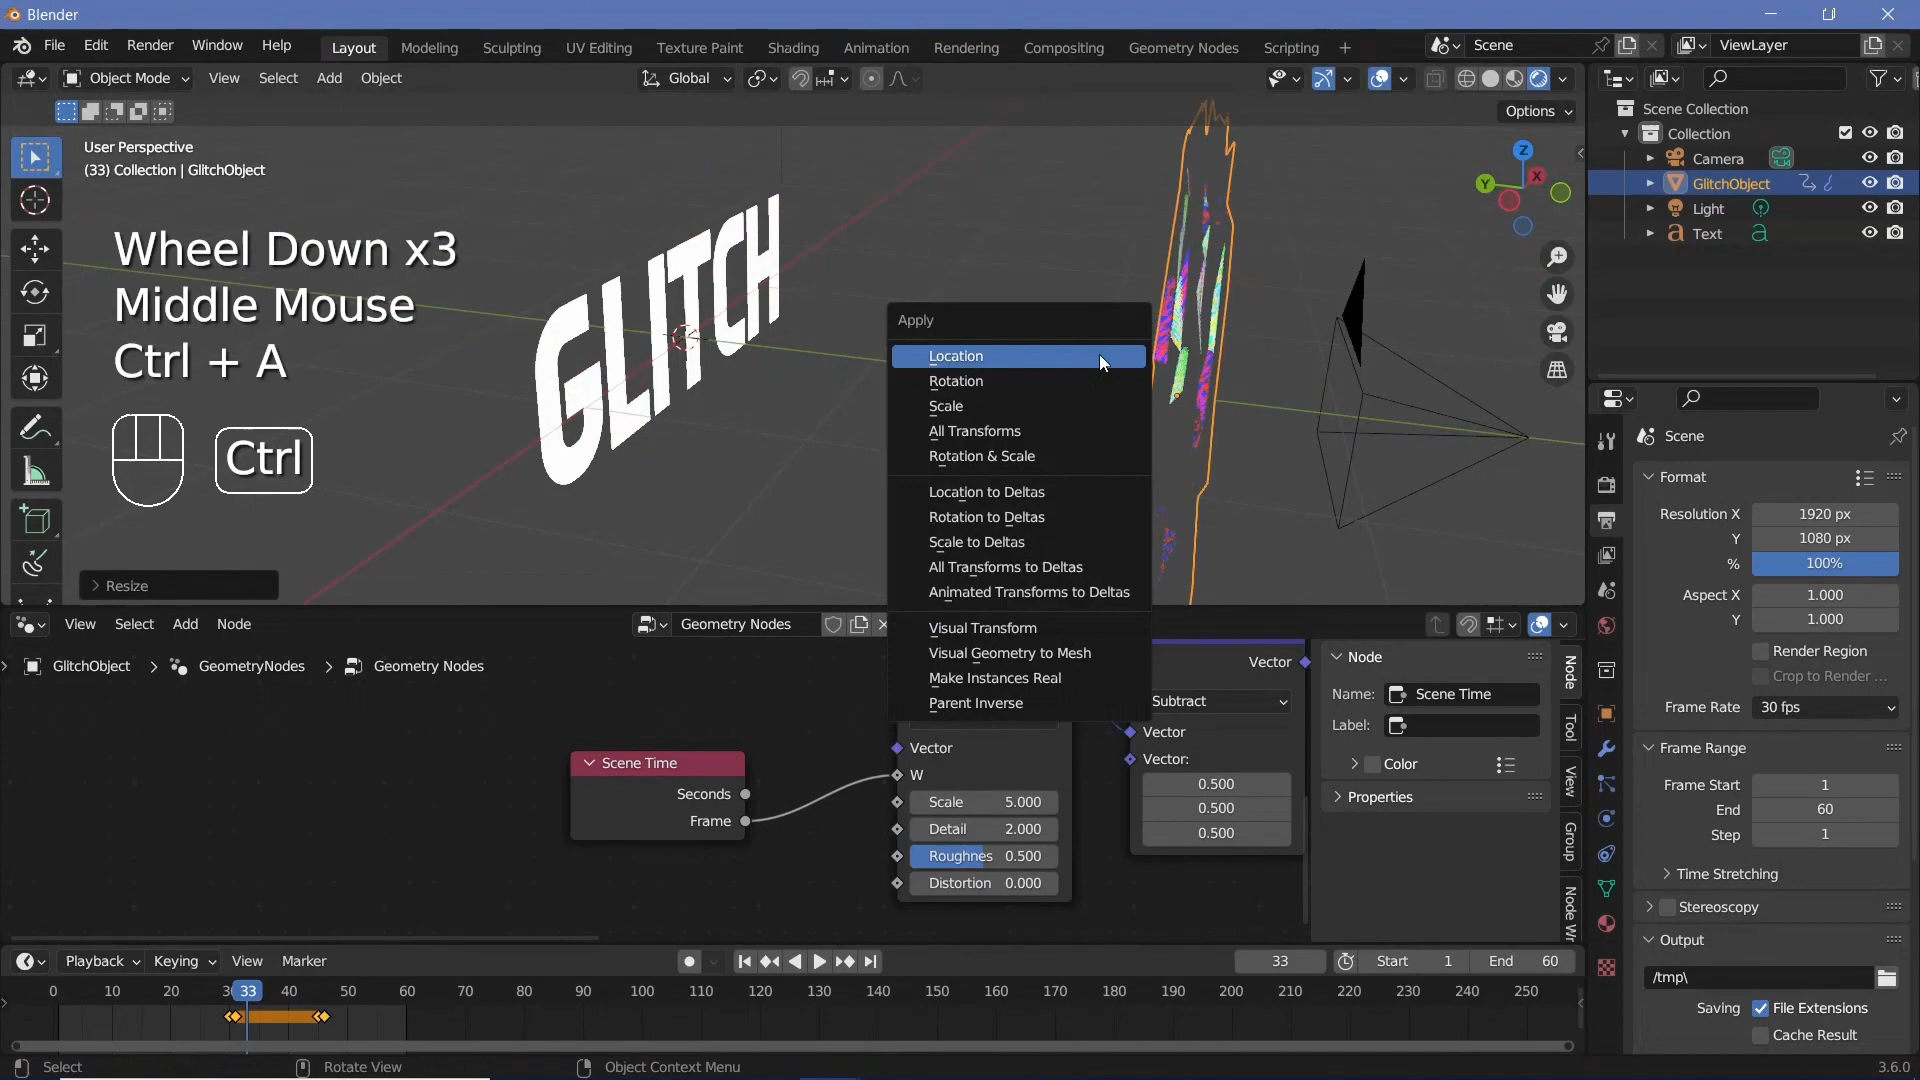 Blender
File Edit Render Window Help Layout Modeling Sculpting UV Editing Texture Paint Shading Animation Rendering Compositing Geometry Nodes Scripting + Scene ViewLayer
Object Mode View Select Add Object Global
Options
User Perspective
(33) Collection | GlitchObject
Wheel Down x3
Middle Mouse
Ctrl + A
Ctrl
GLITCH
Z
Y
X
Resize
Apply
Location
Rotation
Scale
All Transforms
Rotation & Scale
Location to Deltas
Rotation to Deltas
Scale to Deltas
All Transforms to Deltas
Animated Transforms to Deltas
Visual Transform
Visual Geometry to Mesh
Make Instances Real
Parent Inverse
Scene Collection
Collection
Camera
GlitchObject
Light
Text
Scene
Format
Resolution X 1920 px
Y 1080 px
% 100%
Aspect X 1.000
Y 1.000
Render Region
Crop to Render ...
Frame Rate 30 fps
Frame Range
Frame Start 1
End 60
Step 1
Time Stretching
Stereoscopy
Output
/tmp\
Saving File Extensions
Cache Result
View Select Add Node Geometry Nodes
GlitchObject > GeometryNodes > Geometry Nodes
Scene Time
Seconds
Frame
Vector
W
Scale 5.000
Detail 2.000
Roughnes 0.500
Distortion 0.000
Vector
Subtract
Vector
Vector:
0.500
0.500
0.500
Node
Name: Scene Time
Label:
Color
Properties
Node
Tool
View
Group
Node Wr
Playback Keying View Marker 33 Start 1 End 60
0 10 20 30 33 40 50 60 70 80 90 100 110 120 130 140 150 160 170 180 190 200 210 220 230 240 250
Select Rotate View Object Context Menu 3.6.0